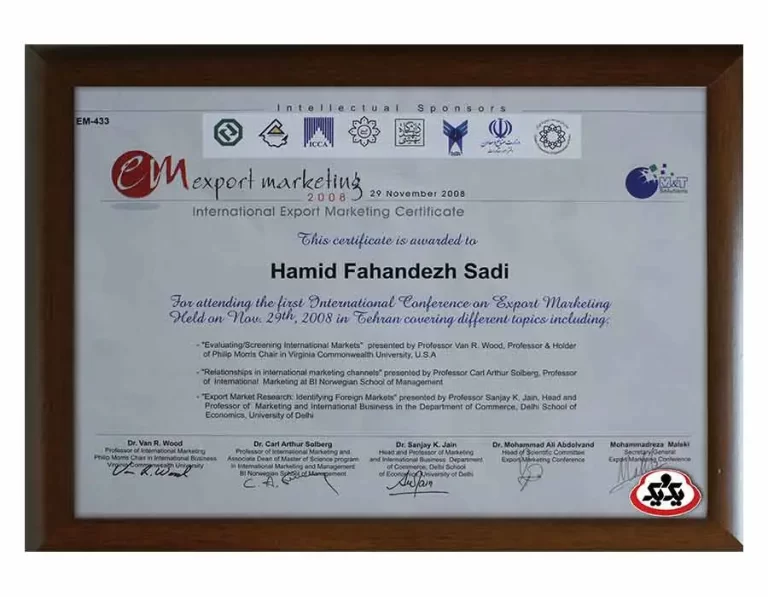 Intellectual Sponsors
EM-433
ICCA
em export marketing
2008
29 November 2008
M&T
Solutions
International Export Marketing Certificate
This certificate is awarded to
Hamid Fahandezh Sadi
For attending the first International Conference on Export Marketing
Held on Nov. 29th, 2008 in Tehran covering different topics including:
- "Evaluating/Screening International Markets" presented by Professor Van R. Wood, Professor & Holder
of Philip Morris Chair in Virginia Commonwealth University, U.S.A
- "Relationships in international marketing channels" presented by Professor Carl Arthur Solberg, Professor
of International Marketing at BI Norwegian School of Management
- "Export Market Research: Identifying Foreign Markets" presented by Professor Sanjay K. Jain, Head and
Professor of Marketing and International Business in the Department of Commerce, Delhi School of
Economics, University of Delhi
Dr. Van R. Wood
Professor of International Marketing
Philip Morris Chair in International Business
Virginia Commonwealth University
Dr. Carl Arthur Solberg
Professor of International Marketing and
Associate Dean of Master of Science program
in International Marketing and Management
BI Norwegian School of Management
Dr. Sanjay K. Jain
Head and Professor of Marketing
and International Business Department
of Commerce, Delhi School
of Economics, University of Delhi
Dr. Mohammad Ali Abdolvand
Head of Scientific Committee
Export Marketing Conference
Mohammadreza Maleki
Secretary General
Export Marketing Conference